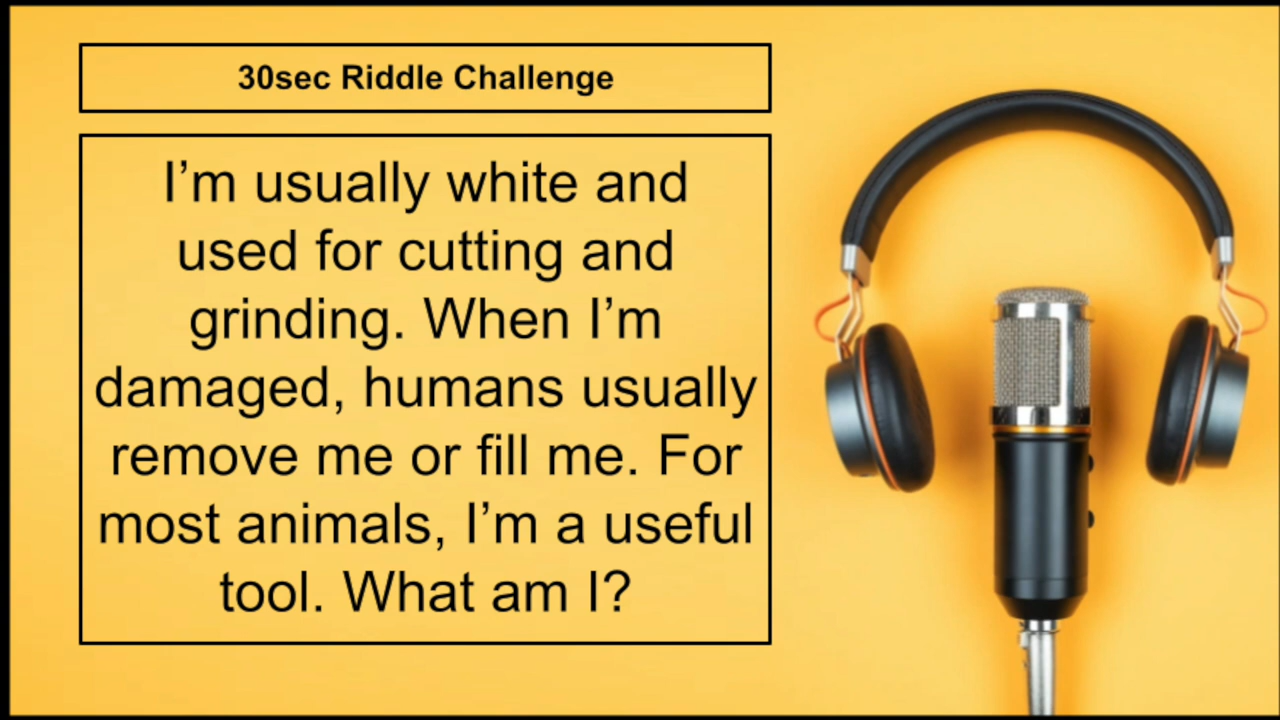 30sec Riddle Challenge
I’m usually white and
used for cutting and
grinding. When I’m
damaged, humans usually
remove me or fill me. For
most animals, I’m a useful
tool. What am I?